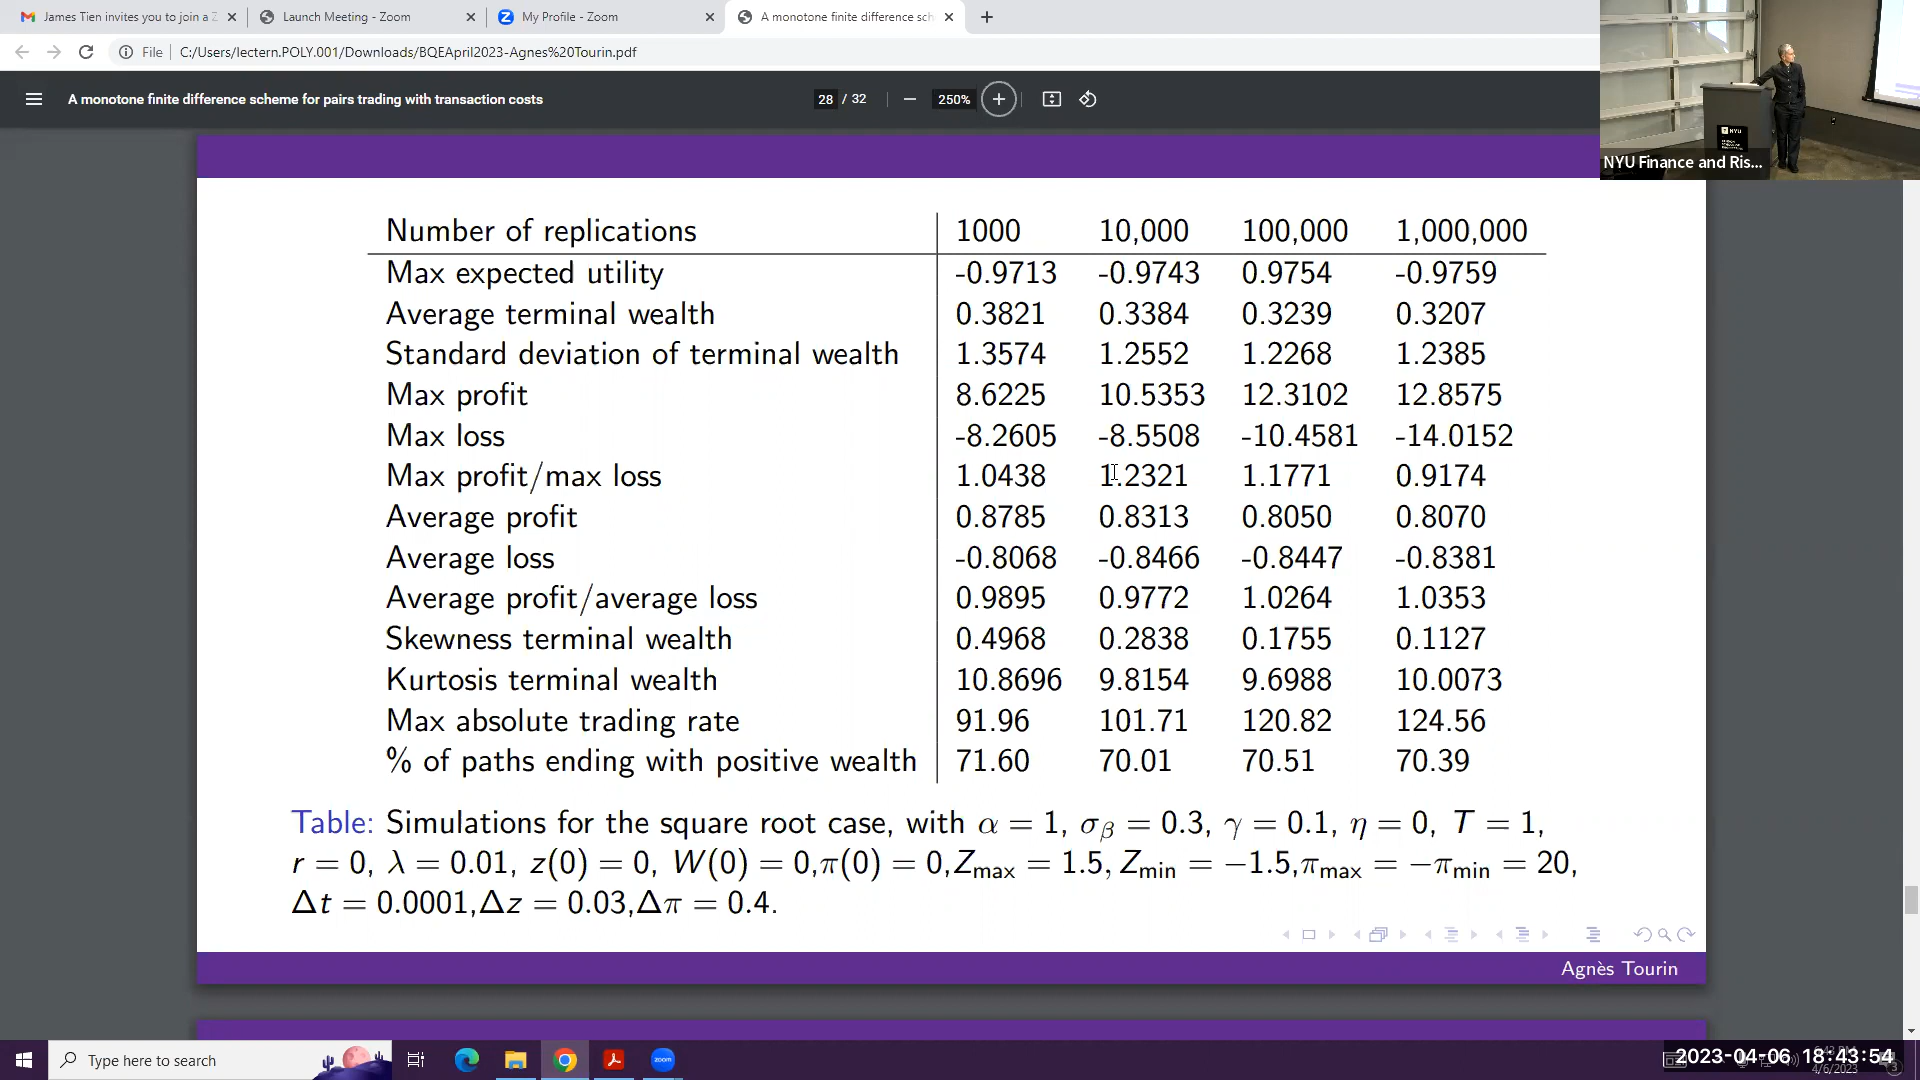 James Tien invites you to join a Z
Launch Meeting - Zoom
My Profile - Zoom
A monotone finite difference sch
File
C:/Users/lectern.POLY.001/Downloads/BQEApril2023-Agnes%20Tourin.pdf
A monotone finite difference scheme for pairs trading with transaction costs
28 / 32
250%
NYU
NYU Finance and Ris...
Number of replications 1000 10,000 100,000 1,000,000
Max expected utility -0.9713 -0.9743 0.9754 -0.9759
Average terminal wealth 0.3821 0.3384 0.3239 0.3207
Standard deviation of terminal wealth 1.3574 1.2552 1.2268 1.2385
Max profit 8.6225 10.5353 12.3102 12.8575
Max loss -8.2605 -8.5508 -10.4581 -14.0152
Max profit/max loss 1.0438 1.2321 1.1771 0.9174
Average profit 0.8785 0.8313 0.8050 0.8070
Average loss -0.8068 -0.8466 -0.8447 -0.8381
Average profit/average loss 0.9895 0.9772 1.0264 1.0353
Skewness terminal wealth 0.4968 0.2838 0.1755 0.1127
Kurtosis terminal wealth 10.8696 9.8154 9.6988 10.0073
Max absolute trading rate 91.96 101.71 120.82 124.56
% of paths ending with positive wealth 71.60 70.01 70.51 70.39
Table: Simulations for the square root case, with α = 1, σβ = 0.3, γ = 0.1, η = 0, T = 1,
r = 0, λ = 0.01, z(0) = 0, W(0) = 0,π(0) = 0,Zmax = 1.5, Zmin = −1.5,πmax = −πmin = 20,
Δt = 0.0001,Δz = 0.03,Δπ = 0.4.
Agnès Tourin
Type here to search
zoom
2023-04-06 18:43:54
4/6/2023